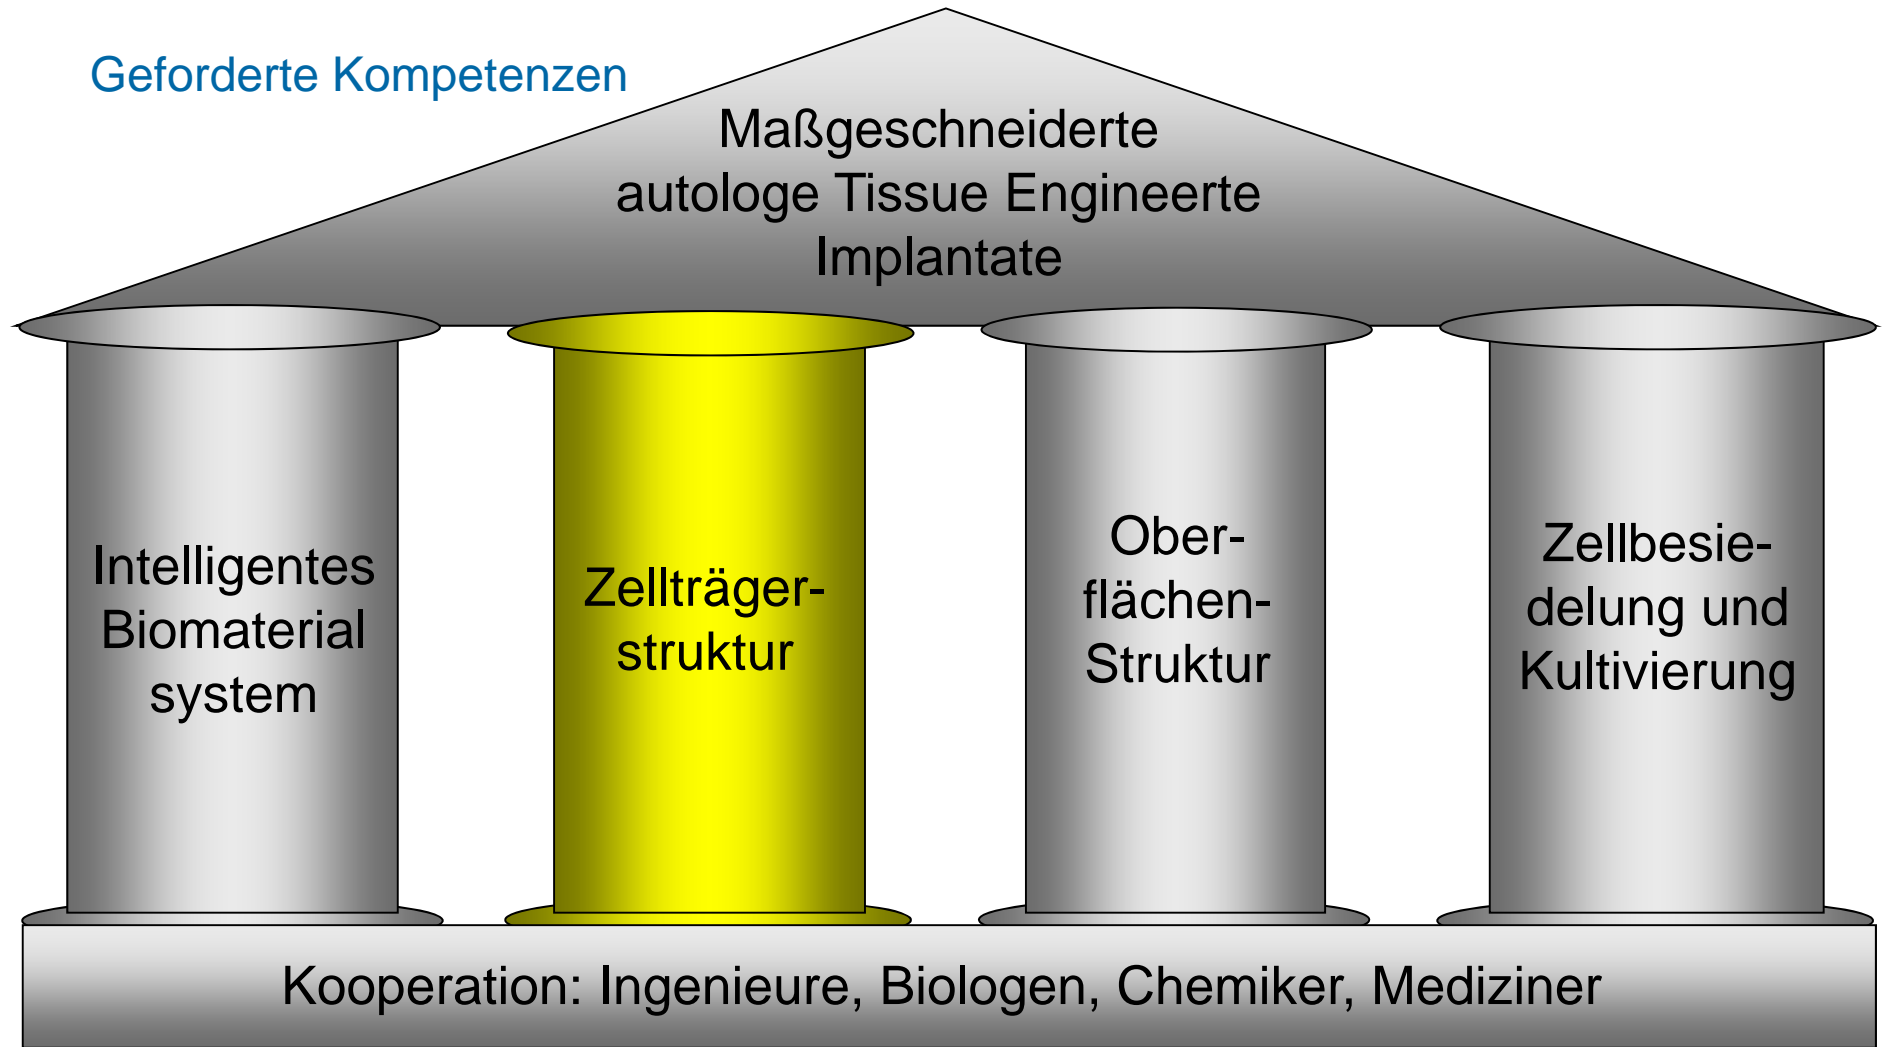 Geforderte Kompetenzen
Maßgeschneiderte
autologe Tissue Engineerte
Implantate
Intelligentes
Biomaterial
system
Zellträger-
struktur
Ober-
flächen-
Struktur
Zellbesie-
delung und
Kultivierung
Kooperation: Ingenieure, Biologen, Chemiker, Mediziner